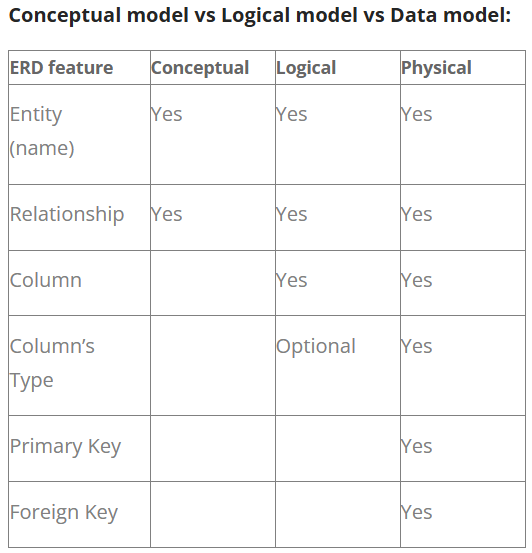 Conceptual model vs Logical model vs Data model:
ERD feature Conceptual Logical Physical
Entity Yes Yes Yes
(name)
Relationship Yes Yes Yes
Column Yes Yes
Column’s Optional Yes
Type
Primary Key Yes
Foreign Key Yes